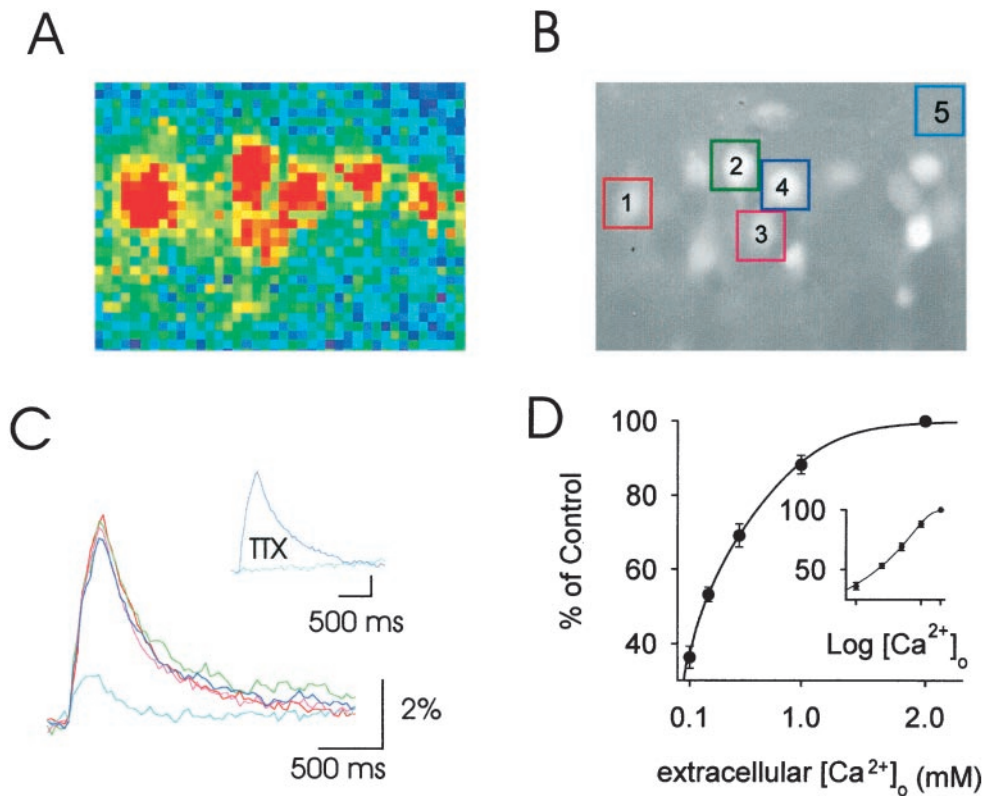 A
B
1
2
3
4
5
C
TTX
500 ms
2%
500 ms
D
% of Control
100
80
60
40
0.1
1.0
2.0
extracellular [Ca²⁺]ₒ (mM)
100
50
Log [Ca²⁺]ₒ